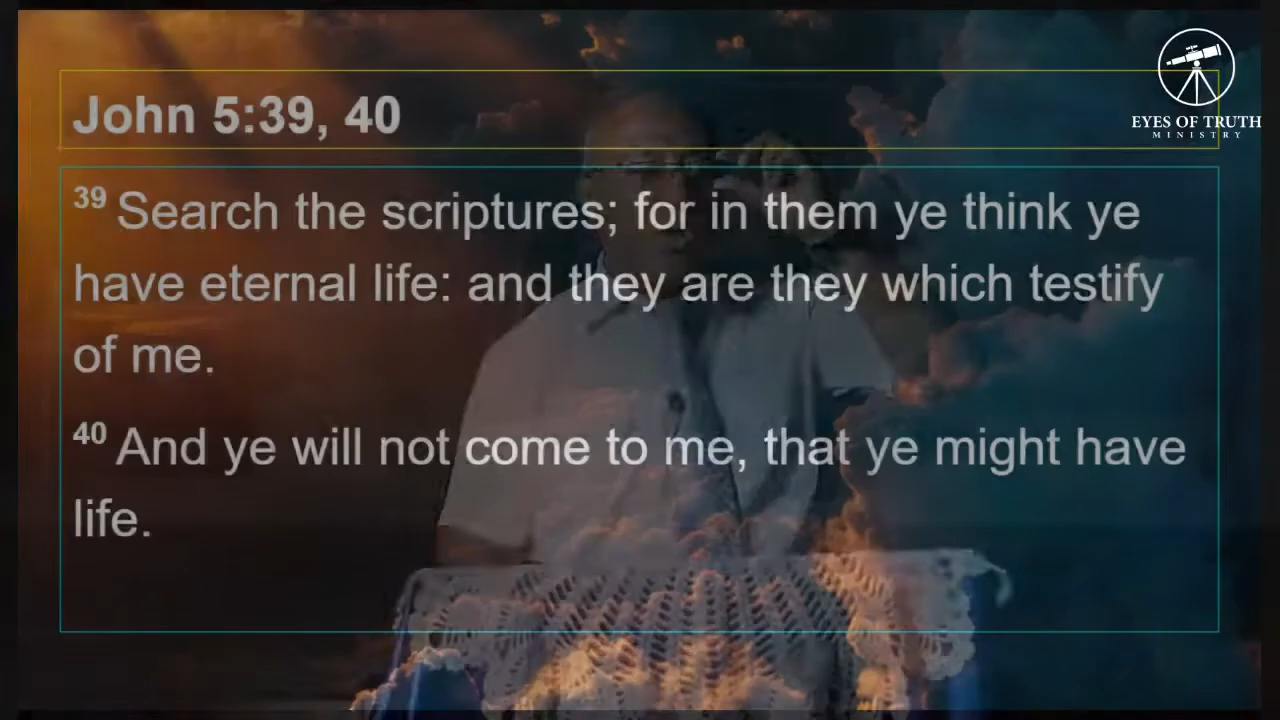 EYES OF TRUTH
MINISTRY
John 5:39, 40
39 Search the scriptures; for in them ye think ye
have eternal life: and they are they which testify
of me.
40 And ye will not come to me, that ye might have
life.